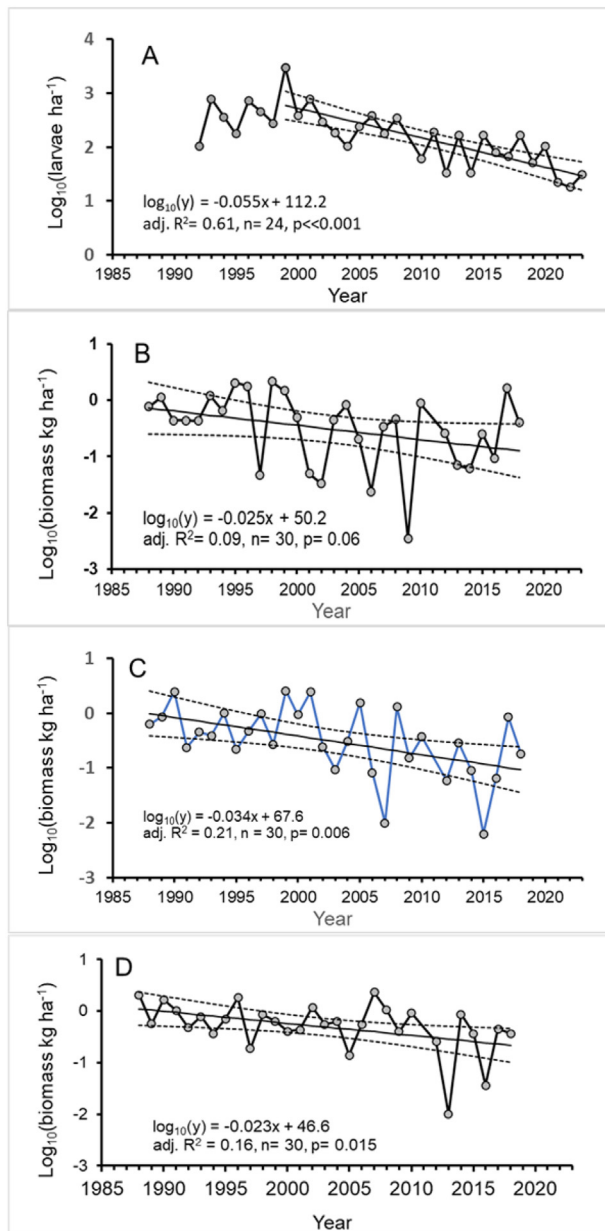 A
Log₁₀(larvae ha⁻¹)
4
3
2
1
0
log₁₀(y) = -0.055x + 112.2
adj. R²= 0.61, n= 24, p<<0.001
1985 1990 1995 2000 2005 2010 2015 2020
Year
B
Log₁₀(biomass kg ha⁻¹)
1
0
-1
-2
-3
log₁₀(y) = -0.025x + 50.2
adj. R²= 0.09, n= 30, p= 0.06
1985 1990 1995 2000 2005 2010 2015 2020
Year
C
Log₁₀(biomass kg ha⁻¹)
1
0
-1
-2
-3
log₁₀(y) = -0.034x + 67.6
adj. R² = 0.21, n = 30, p= 0.006
1985 1990 1995 2000 2005 2010 2015 2020
Year
D
Log₁₀(biomass kg ha⁻¹)
1
0
-1
-2
-3
log₁₀(y) = -0.023x + 46.6
adj. R² = 0.16, n= 30, p= 0.015
1985 1990 1995 2000 2005 2010 2015 2020
Year